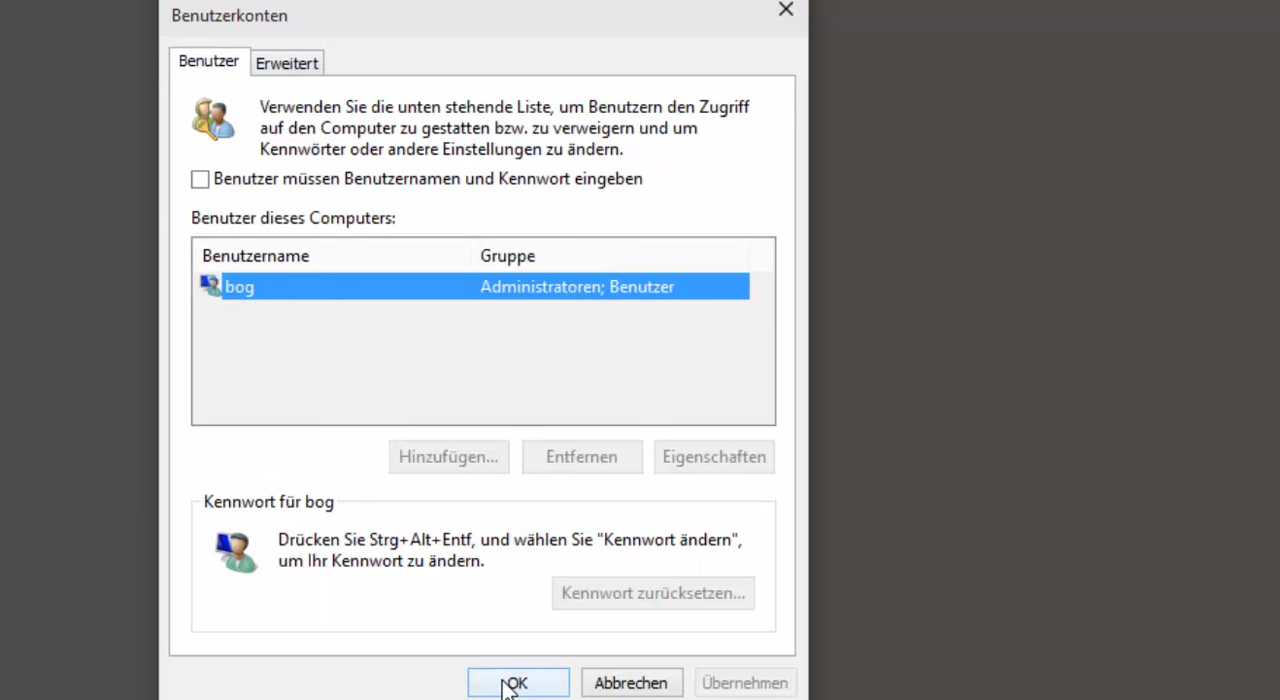 Benutzerkonten
Benutzer
Erweitert
Verwenden Sie die unten stehende Liste, um Benutzern den Zugriff
auf den Computer zu gestatten bzw. zu verweigern und um
Kennwörter oder andere Einstellungen zu ändern.
Benutzer müssen Benutzernamen und Kennwort eingeben
Benutzer dieses Computers:
Benutzername Gruppe
bog Administratoren; Benutzer
Hinzufügen... Entfernen Eigenschaften
Kennwort für bog
Drücken Sie Strg+Alt+Entf, und wählen Sie "Kennwort ändern",
um Ihr Kennwort zu ändern.
Kennwort zurücksetzen...
OK Abbrechen Übernehmen